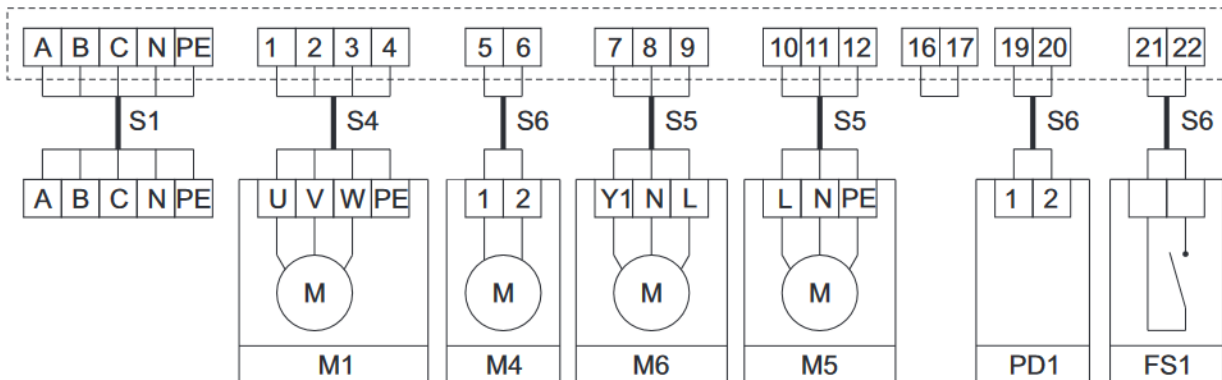 A B C N PE 1 2 3 4 5 6 7 8 9 10 11 12 16 17 19 20 21 22
S1 S4 S6 S5 S5 S6 S6
A B C N PE U V W PE 1 2 Y1 N L L N PE 1 2
M M M M
M1 M4 M6 M5 PD1 FS1